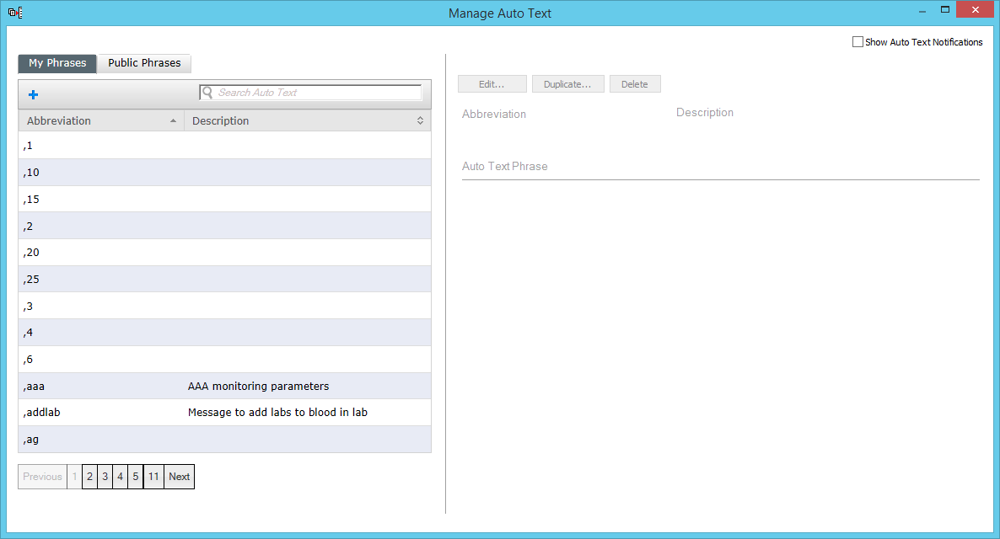 Manage Auto Text
Show Auto Text Notifications
My Phrases Public Phrases
Search Auto Text
Abbreviation Description
,1
,10
,15
,2
,20
,25
,3
,4
,6
,aaa AAA monitoring parameters
,addlab Message to add labs to blood in lab
,ag
Previous 1 2 3 4 5 11 Next
Edit... Duplicate... Delete
Abbreviation Description
Auto Text Phrase